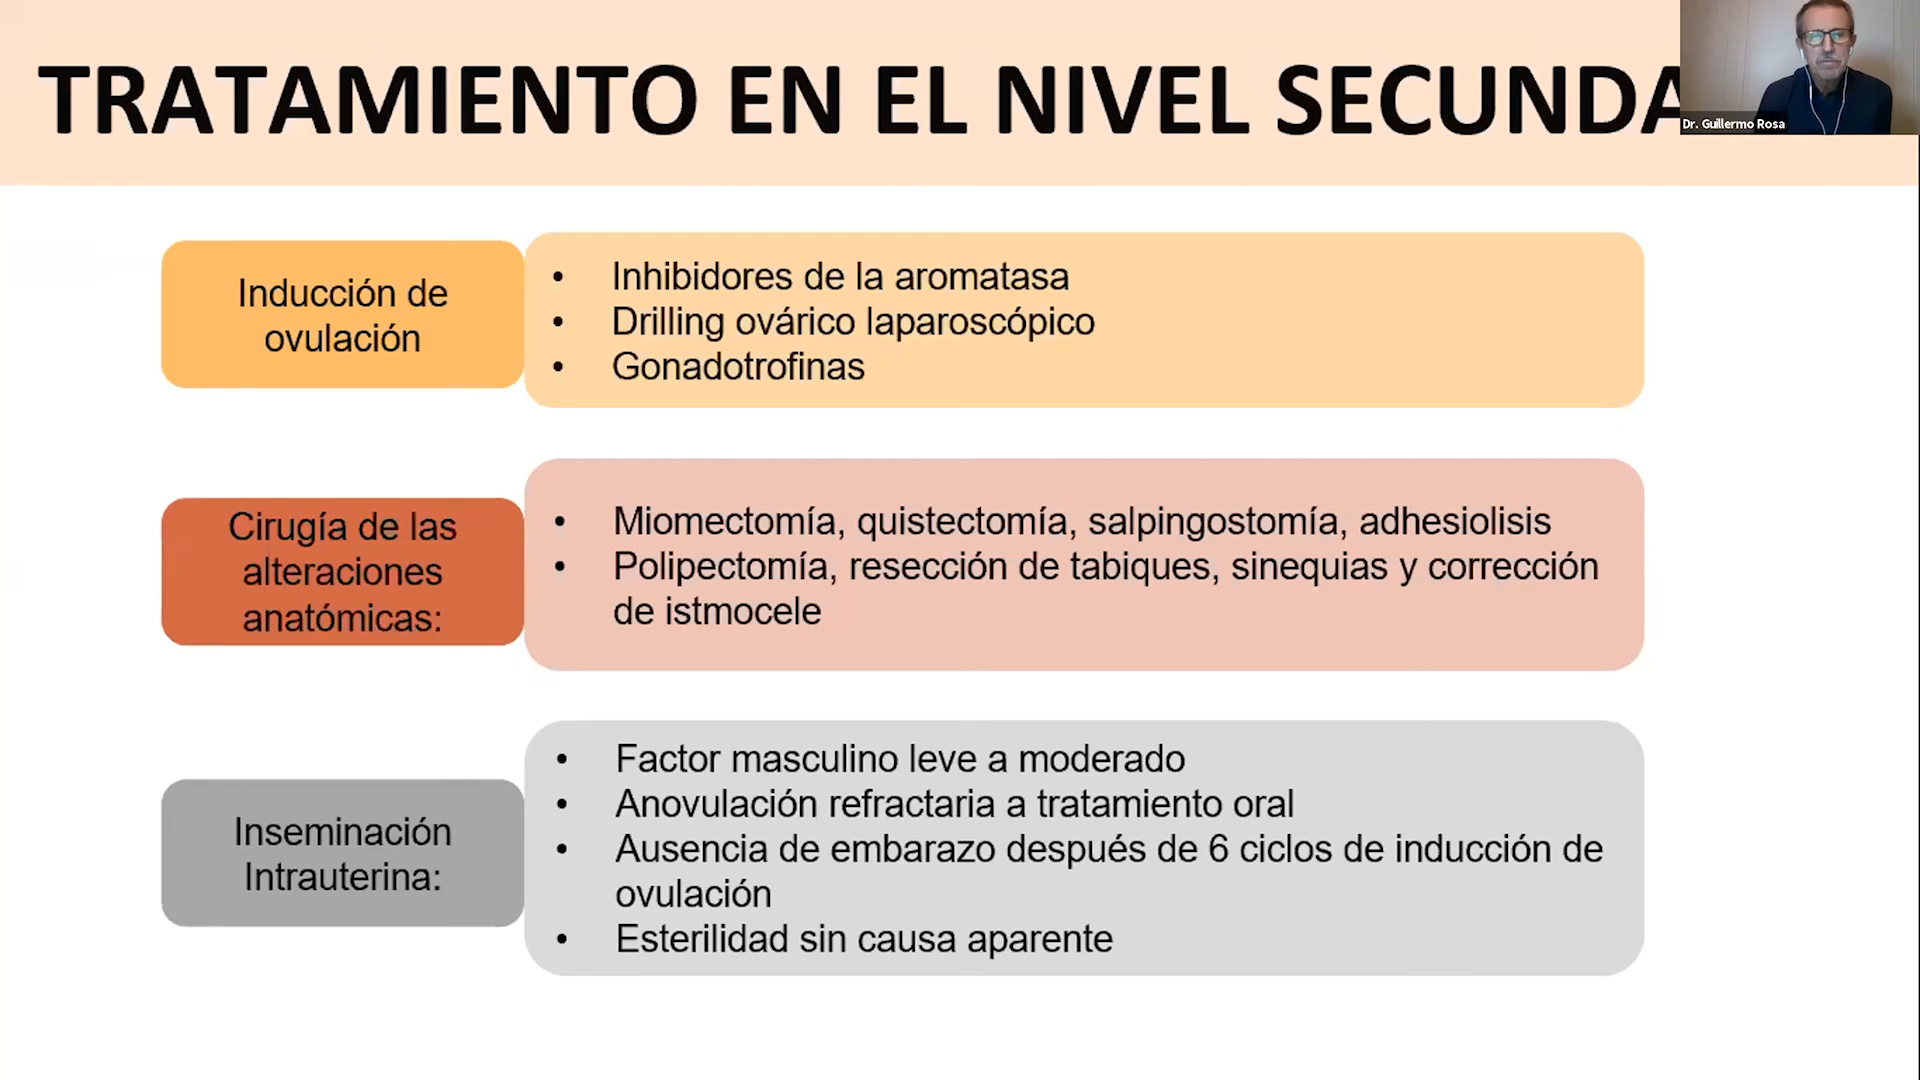 TRATAMIENTO EN EL NIVEL SECUNDA
Dr. Guillermo Rosa
Inducción de
ovulación
• Inhibidores de la aromatasa
• Drilling ovárico laparoscópico
• Gonadotrofinas
Cirugía de las
alteraciones
anatómicas:
• Miomectomía, quistectomía, salpingostomía, adhesiolisis
• Polipectomía, resección de tabiques, sinequias y corrección
de istmocele
Inseminación
Intrauterina:
• Factor masculino leve a moderado
• Anovulación refractaria a tratamiento oral
• Ausencia de embarazo después de 6 ciclos de inducción de
ovulación
• Esterilidad sin causa aparente